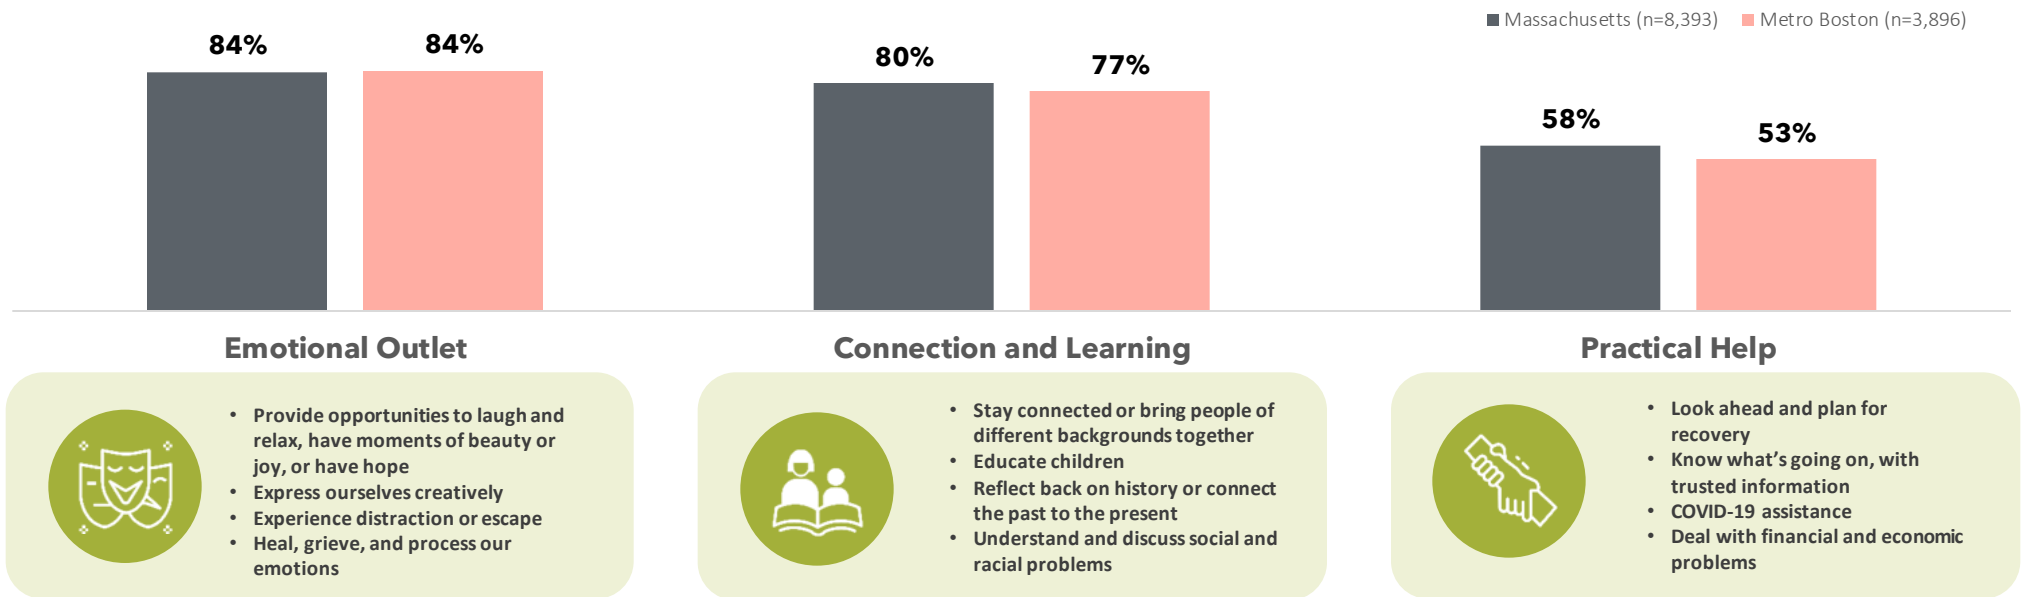 Massachusetts (n=8,393) Metro Boston (n=3,896)
84%
84%
80%
77%
58%
53%
Emotional Outlet
• Provide opportunities to laugh and
relax, have moments of beauty or
joy, or have hope
• Express ourselves creatively
• Experience distraction or escape
• Heal, grieve, and process our
emotions
Connection and Learning
• Stay connected or bring people of
different backgrounds together
• Educate children
• Reflect back on history or connect
the past to the present
• Understand and discuss social and
racial problems
Practical Help
• Look ahead and plan for
recovery
• Know what’s going on, with
trusted information
• COVID-19 assistance
• Deal with financial and economic
problems